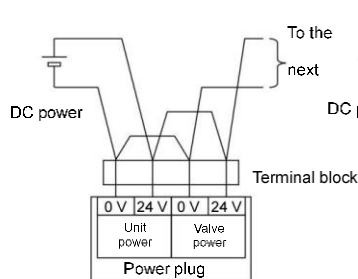 To the
next
DC power
DC
Terminal block
0 V 24 V 0 V 24 V
Unit
power
Valve
power
Power plug